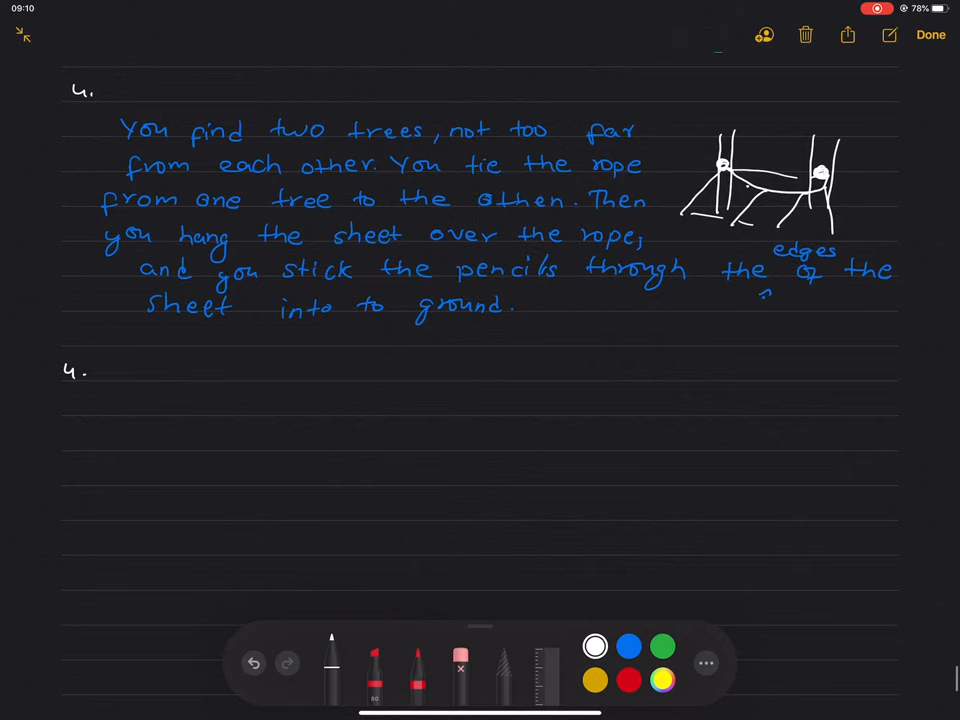 09:10
78%
Done
4.
You find two trees, not too far
from each other. You tie the rope
from one tree to the other. Then
you hang the sheet over the rope,
edges
and you stick the pencils through the of the
sheet into to ground.
4.
80